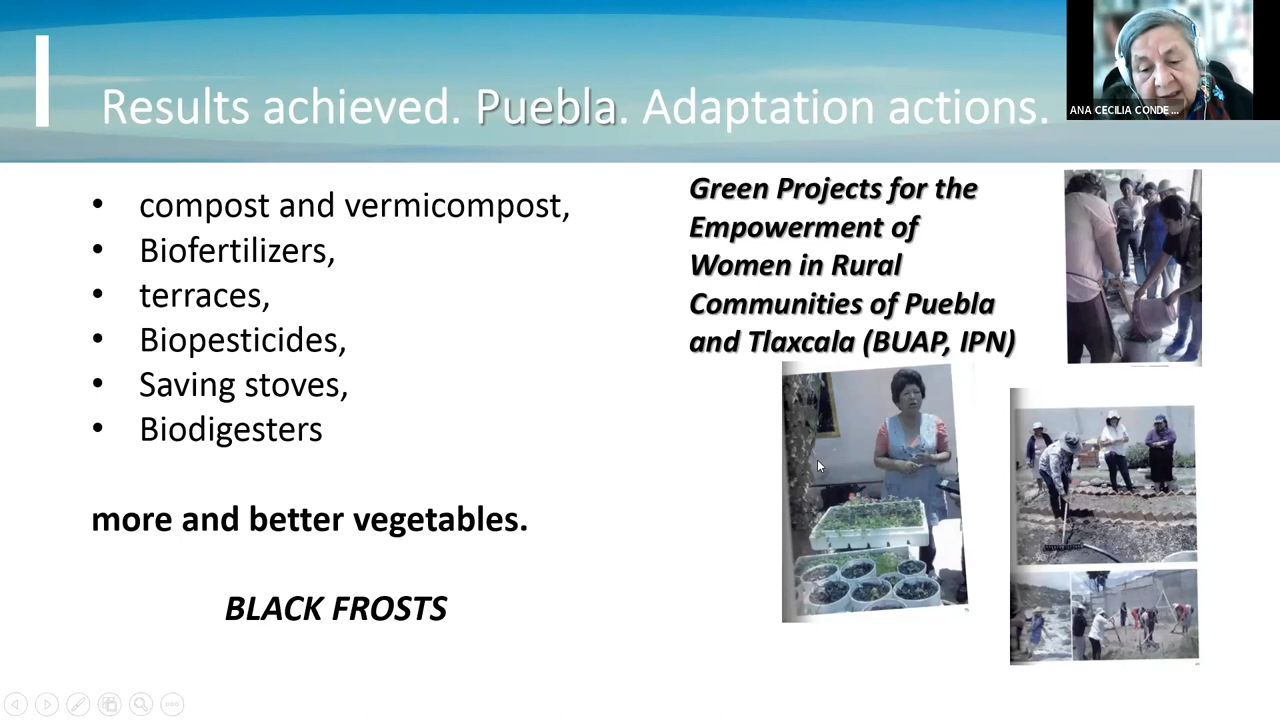 Results achieved. Puebla. Adaptation actions.
ANA CECILIA CONDE ...
• compost and vermicompost,
• Biofertilizers,
• terraces,
• Biopesticides,
• Saving stoves,
• Biodigesters
more and better vegetables.
BLACK FROSTS
Green Projects for the
Empowerment of
Women in Rural
Communities of Puebla
and Tlaxcala (BUAP, IPN)